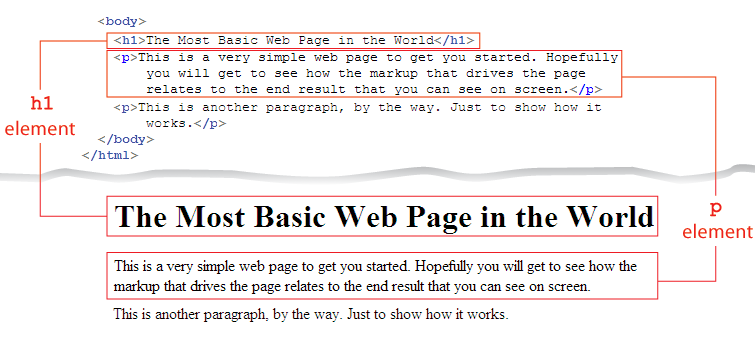 <body>
<h1>The Most Basic Web Page in the World</h1>
<p>This is a very simple web page to get you started. Hopefully
you will get to see how the markup that drives the page
relates to the end result that you can see on screen.</p>
<p>This is another paragraph, by the way. Just to show how it
works.</p>
</body>
</html>
h1
element
p
element
The Most Basic Web Page in the World
This is a very simple web page to get you started. Hopefully you will get to see how the
markup that drives the page relates to the end result that you can see on screen.
This is another paragraph, by the way. Just to show how it works.